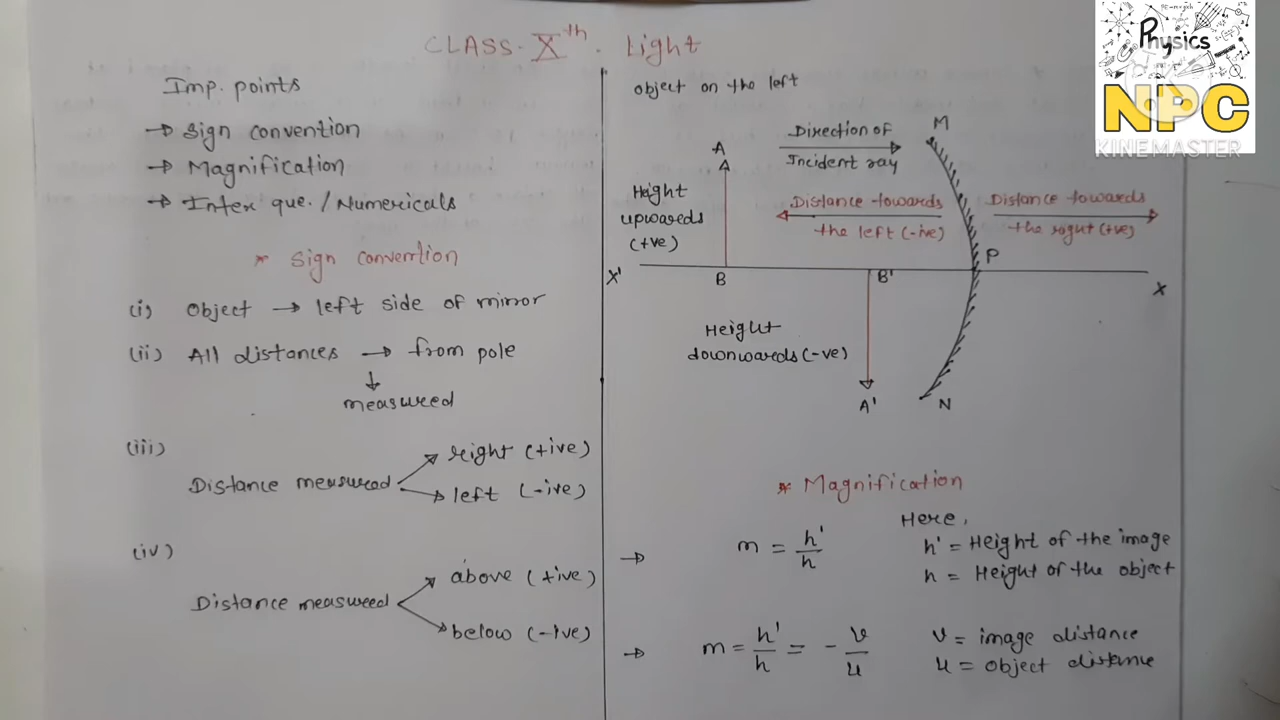 CLASS-Xth. Light
Imp. points
→ Sign convention
→ Magnification
→ Intex que. / Numericals
* Sign convention
(i) Object → left side of mirror
(ii) All distances → from pole
↓
measured
(iii)
Distance measured
right (+ive)
left (-ive)
(iv)
Distance measured
above (+ive)
below (-ive)
object on the left
M
A
Direction of
Incident ray
Height
upwards
(+ve)
Distance towards
the left (-ive)
Distance towards
the right (+ve)
X'
B
B'
P
X
Height
downwards (-ve)
A'
N
* Magnification
→ m = h'/h
Here,
h' = Height of the image
h = Height of the object
→ m = h'/h = - v/u
v = image distance
u = object distance
Physics
NPC
KINEMASTER